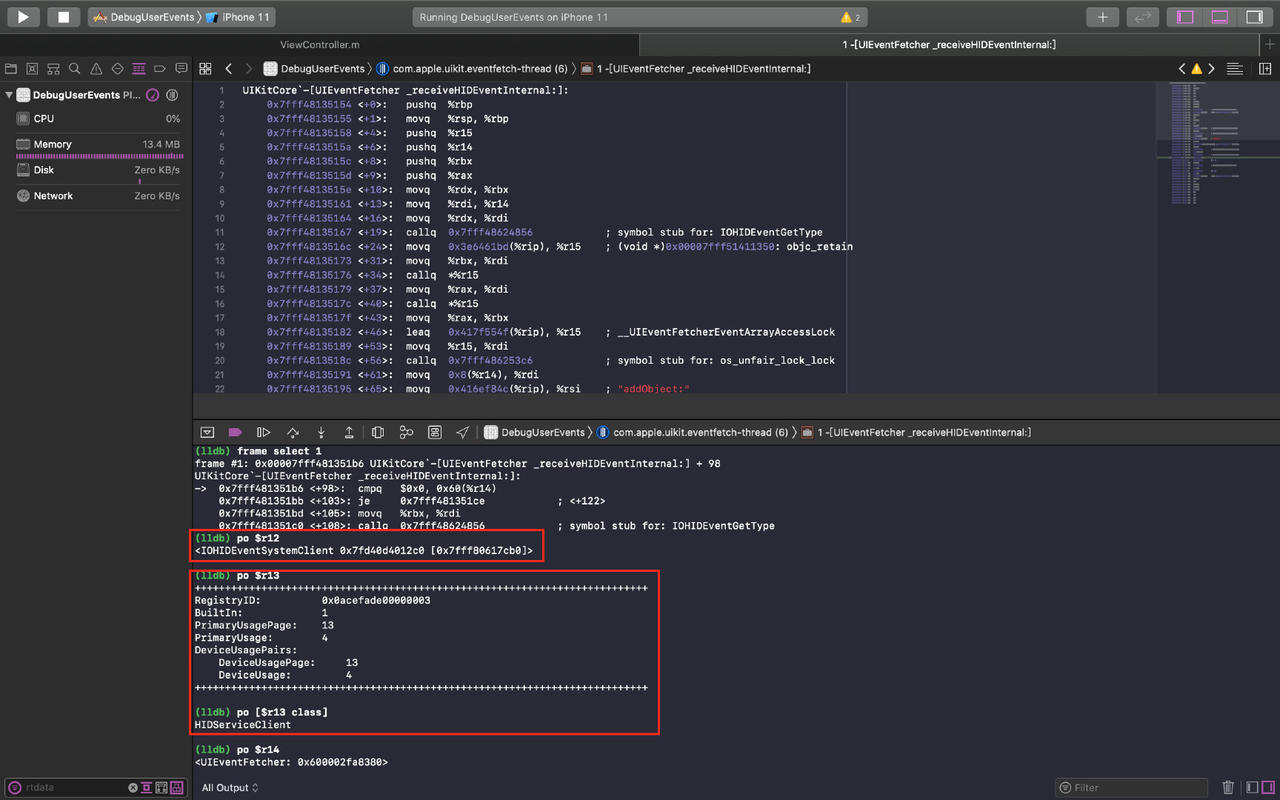 DebugUserEvents 〉 iPhone 11
Running DebugUserEvents on iPhone 11
2
ViewController.m
1 -[UIEventFetcher _receiveHIDEventInternal:]
DebugUserEvents 〉 com.apple.uikit.eventfetch-thread (6) 〉 1 -[UIEventFetcher _receiveHIDEventInternal:]
DebugUserEvents PI...
CPU 0%
Memory 13.4 MB
Disk Zero KB/s
Network Zero KB/s
1 UIKitCore`-[UIEventFetcher _receiveHIDEventInternal:]:
2 0x7fff48135154 <+0>: pushq %rbp
3 0x7fff48135155 <+1>: movq %rsp, %rbp
4 0x7fff48135158 <+4>: pushq %r15
5 0x7fff4813515a <+6>: pushq %r14
6 0x7fff4813515c <+8>: pushq %rbx
7 0x7fff4813515d <+9>: pushq %rax
8 0x7fff4813515e <+10>: movq %rdx, %rbx
9 0x7fff48135161 <+13>: movq %rdi, %r14
10 0x7fff48135164 <+16>: movq %rdx, %rdi
11 0x7fff48135167 <+19>: callq 0x7fff48624856 ; symbol stub for: IOHIDEventGetType
12 0x7fff4813516c <+24>: movq 0x3e6461bd(%rip), %r15 ; (void *)0x00007fff51411350: objc_retain
13 0x7fff48135173 <+31>: movq %rbx, %rdi
14 0x7fff48135176 <+34>: callq *%r15
15 0x7fff48135179 <+37>: movq %rax, %rdi
16 0x7fff4813517c <+40>: callq *%r15
17 0x7fff4813517f <+43>: movq %rax, %rbx
18 0x7fff48135182 <+46>: leaq 0x417f554f(%rip), %r15 ; __UIEventFetcherEventArrayAccessLock
19 0x7fff48135189 <+53>: movq %r15, %rdi
20 0x7fff4813518c <+56>: callq 0x7fff486253c6 ; symbol stub for: os_unfair_lock_lock
21 0x7fff48135191 <+61>: movq 0x8(%r14), %rdi
22 0x7fff48135195 <+65>: movq 0x416ef84c(%rip), %rsi ; "addObject:"
DebugUserEvents 〉 com.apple.uikit.eventfetch-thread (6) 〉 1 -[UIEventFetcher _receiveHIDEventInternal:]
(lldb) frame select 1
frame #1: 0x00007fff481351b6 UIKitCore`-[UIEventFetcher _receiveHIDEventInternal:] + 98
UIKitCore`-[UIEventFetcher _receiveHIDEventInternal:]:
-> 0x7fff481351b6 <+98>: cmpq $0x0, 0x60(%r14)
0x7fff481351bb <+103>: je 0x7fff481351ce ; <+122>
0x7fff481351bd <+105>: movq %rbx, %rdi
0x7fff481351c0 <+108>: callq 0x7fff48624856 ; symbol stub for: IOHIDEventGetType
(lldb) po $r12
<IOHIDEventSystemClient 0x7fd40d4012c0 [0x7fff80617cb0]>
(lldb) po $r13
++++++++++++++++++++++++++++++++++++++++++++++++++++++++++++++++++++++++++++
RegistryID: 0x0acefade00000003
BuiltIn: 1
PrimaryUsagePage: 13
PrimaryUsage: 4
DeviceUsagePairs:
DeviceUsagePage: 13
DeviceUsage: 4
++++++++++++++++++++++++++++++++++++++++++++++++++++++++++++++++++++++++++++
(lldb) po [$r13 class]
HIDServiceClient
(lldb) po $r14
<UIEventFetcher: 0x600002fa8380>
rtdata
All Output
Filter